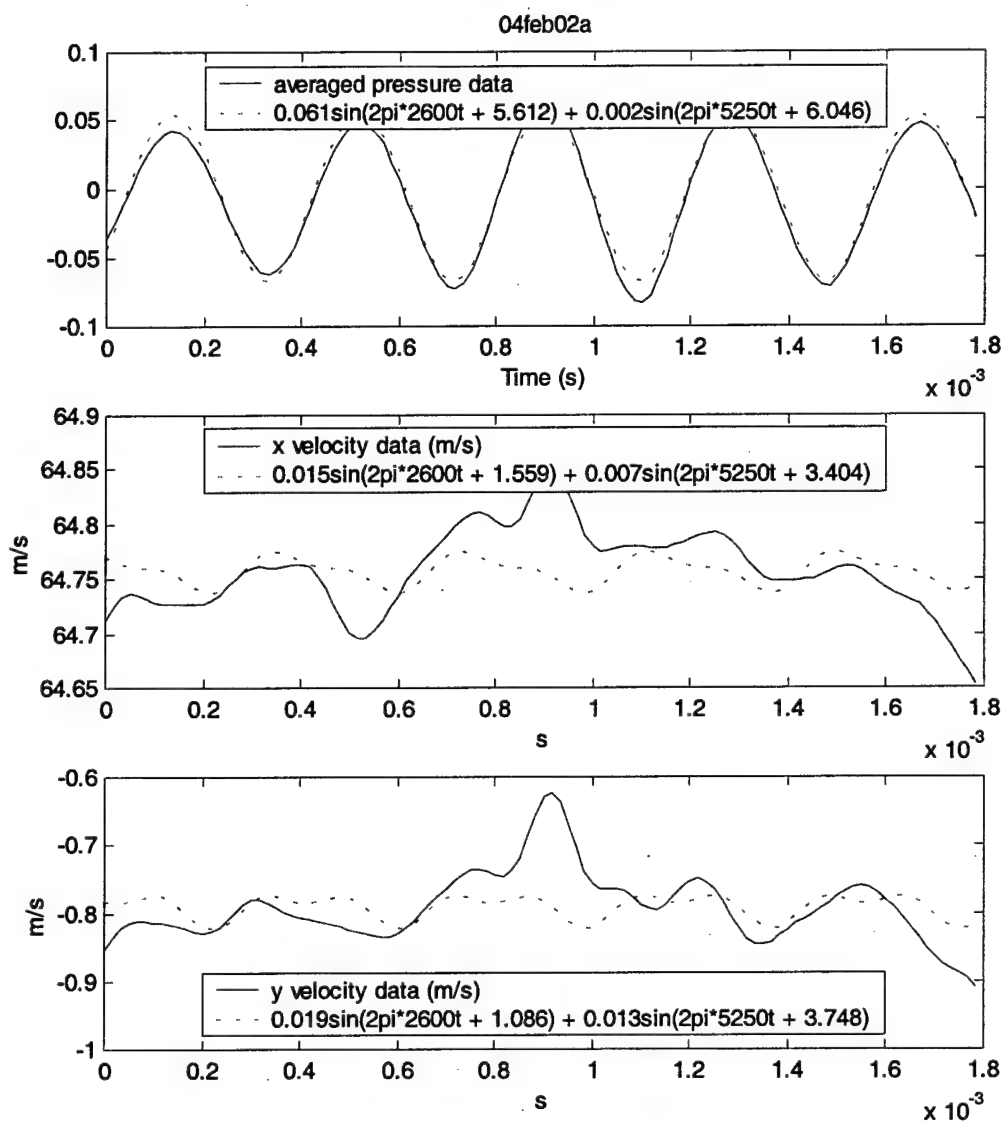 04feb02a
averaged pressure data
0.061sin(2pi*2600t + 5.612) + 0.002sin(2pi*5250t + 6.046)
0.1
0.05
0
-0.05
-0.1
0 0.2 0.4 0.6 0.8 1 1.2 1.4 1.6 1.8
Time (s)
x 10^-3
x velocity data (m/s)
0.015sin(2pi*2600t + 1.559) + 0.007sin(2pi*5250t + 3.404)
64.9
64.85
64.8
64.75
64.7
64.65
m/s
0 0.2 0.4 0.6 0.8 1 1.2 1.4 1.6 1.8
s
x 10^-3
-0.6
-0.7
-0.8
-0.9
-1
m/s
y velocity data (m/s)
0.019sin(2pi*2600t + 1.086) + 0.013sin(2pi*5250t + 3.748)
0 0.2 0.4 0.6 0.8 1 1.2 1.4 1.6 1.8
s
x 10^-3